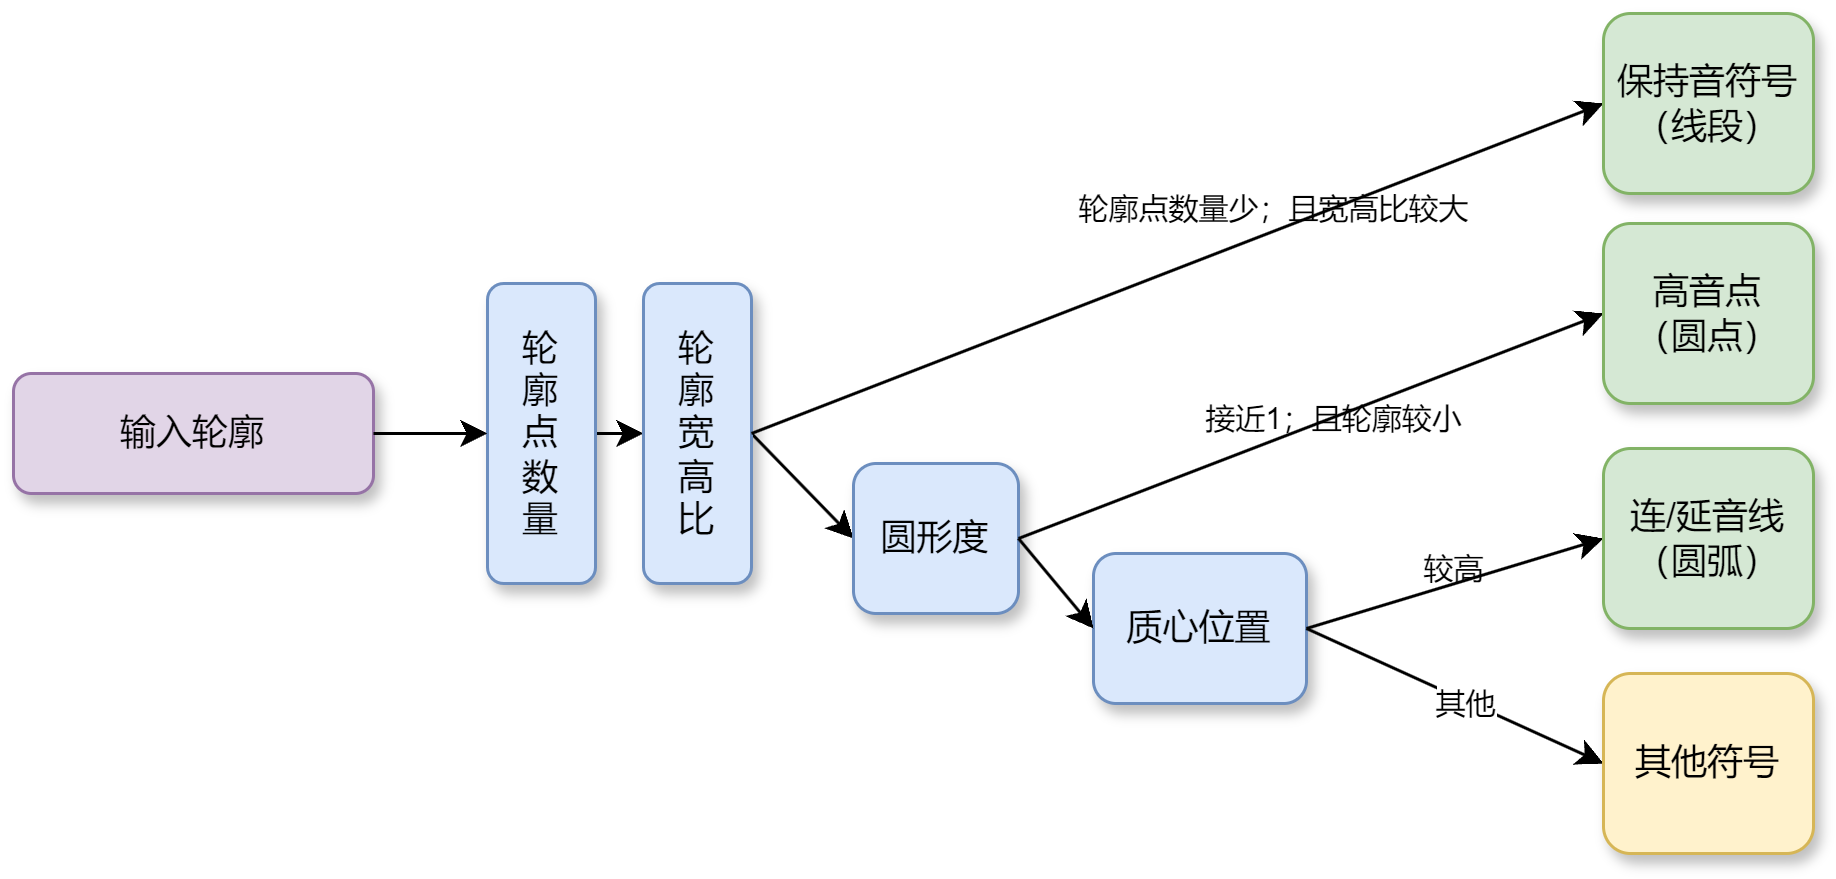 保持音符号
（线段）
轮廓点数量少；且宽高比较大
高音点
（圆点）
接近1；且轮廓较小
输入轮廓
轮
廓
点
数
量
轮
廓
宽
高
比
圆形度
质心位置
较高
连/延音线
（圆弧）
其他
其他符号